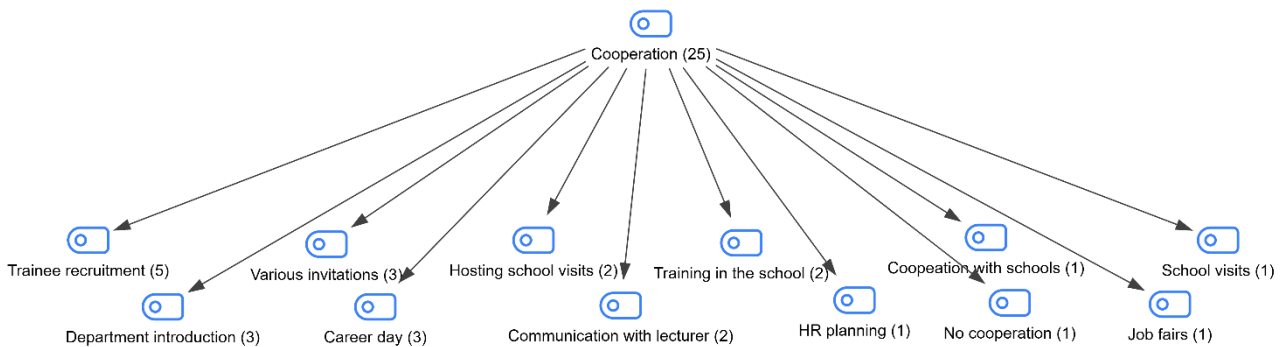 Cooperation (25)
Trainee recruitment (5)
Various invitations (3)
Hosting school visits (2)
Training in the school (2)
Coopeation with schools (1)
School visits (1)
Department introduction (3)
Career day (3)
Communication with lecturer (2)
HR planning (1)
No cooperation (1)
Job fairs (1)